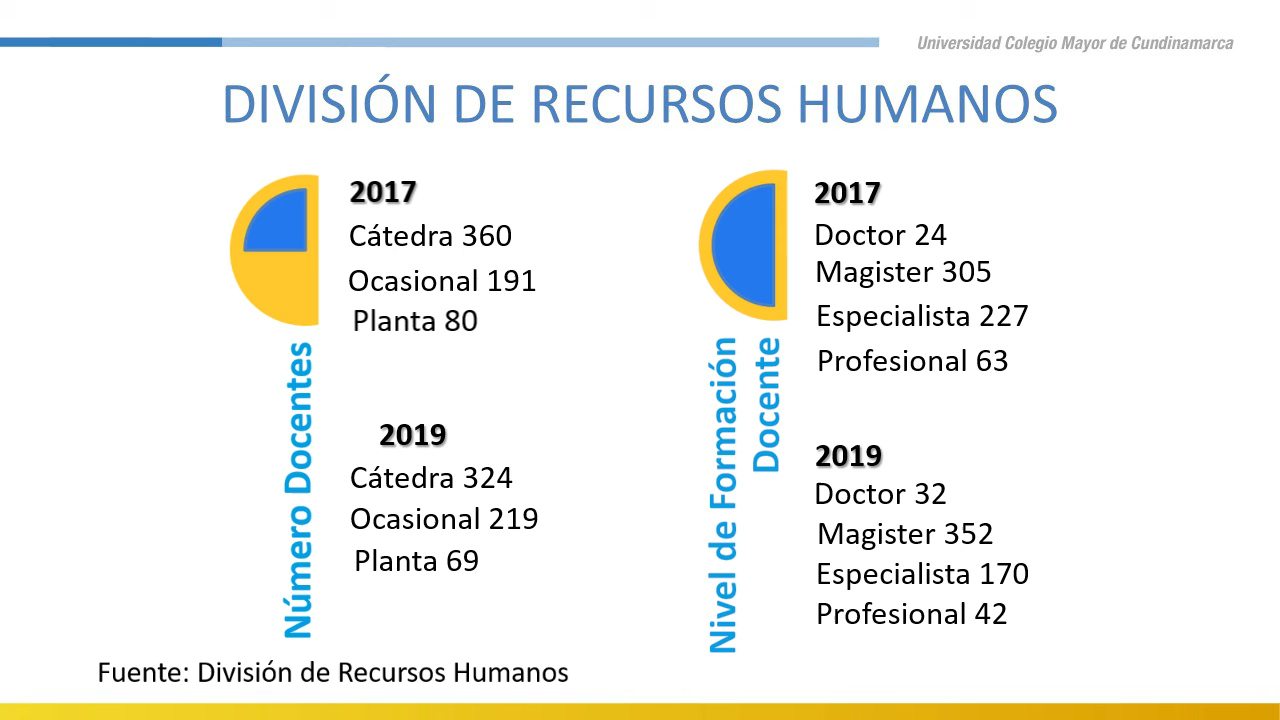 Universidad Colegio Mayor de Cundinamarca
DIVISIÓN DE RECURSOS HUMANOS
Número Docentes
2017
Cátedra 360
Ocasional 191
Planta 80
2019
Cátedra 324
Ocasional 219
Planta 69
Nivel de Formación
Docente
2017
Doctor 24
Magister 305
Especialista 227
Profesional 63
2019
Doctor 32
Magister 352
Especialista 170
Profesional 42
Fuente: División de Recursos Humanos